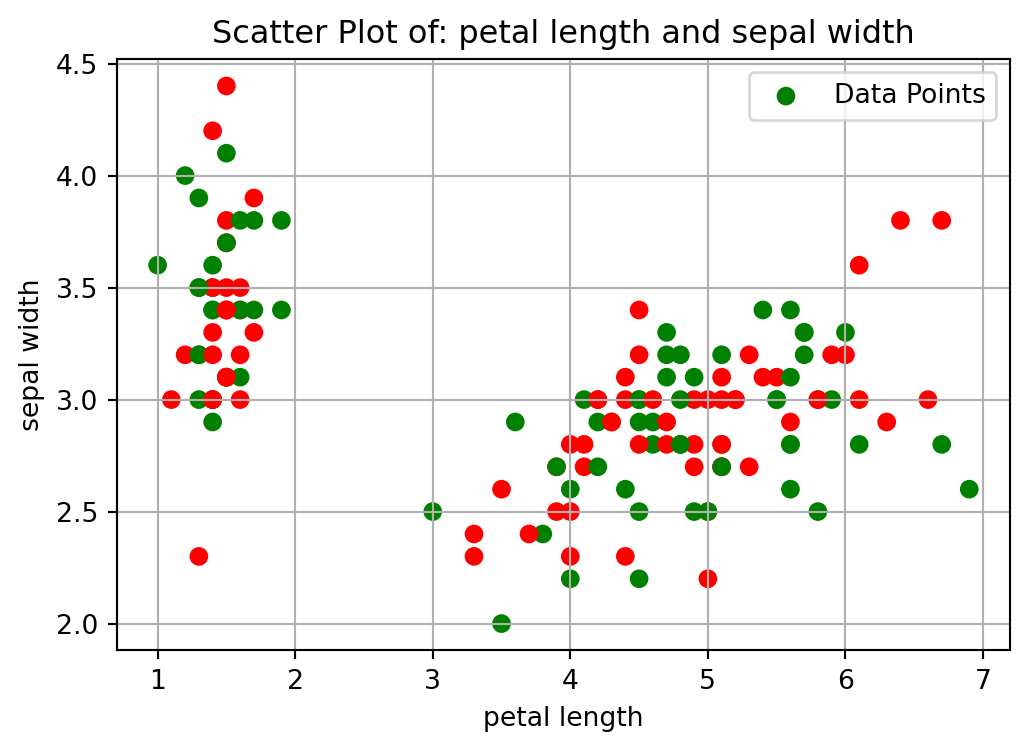 Scatter Plot of: petal length and sepal width
Data Points
sepal width
4.5
4.0
3.5
3.0
2.5
2.0
1 2 3 4 5 6 7
petal length